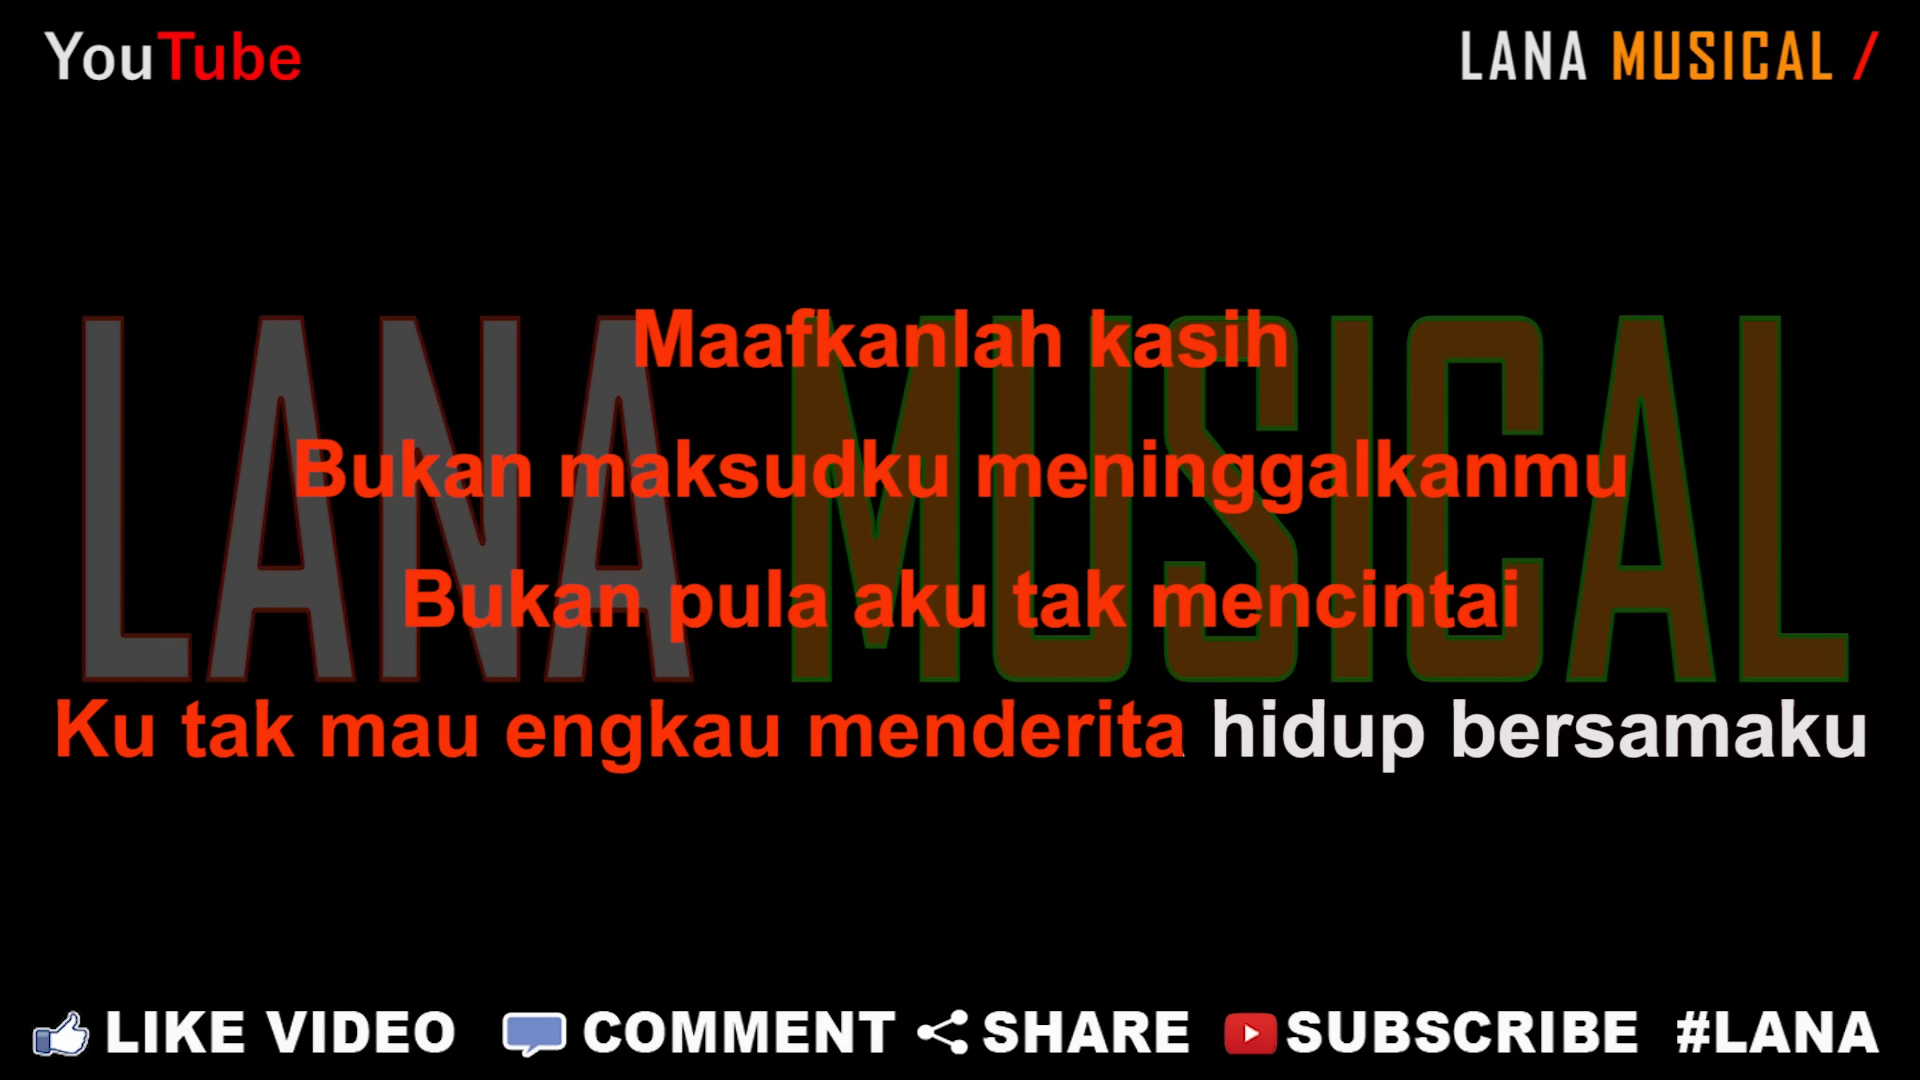 YouTube
LANA MUSICAL /
LANA MUSICAL
Maafkanlah kasih
Bukan maksudku meninggalkanmu
Bukan pula aku tak mencintai
Ku tak mau engkau menderita hidup bersamaku
LIKE VIDEO COMMENT SHARE SUBSCRIBE #LANA